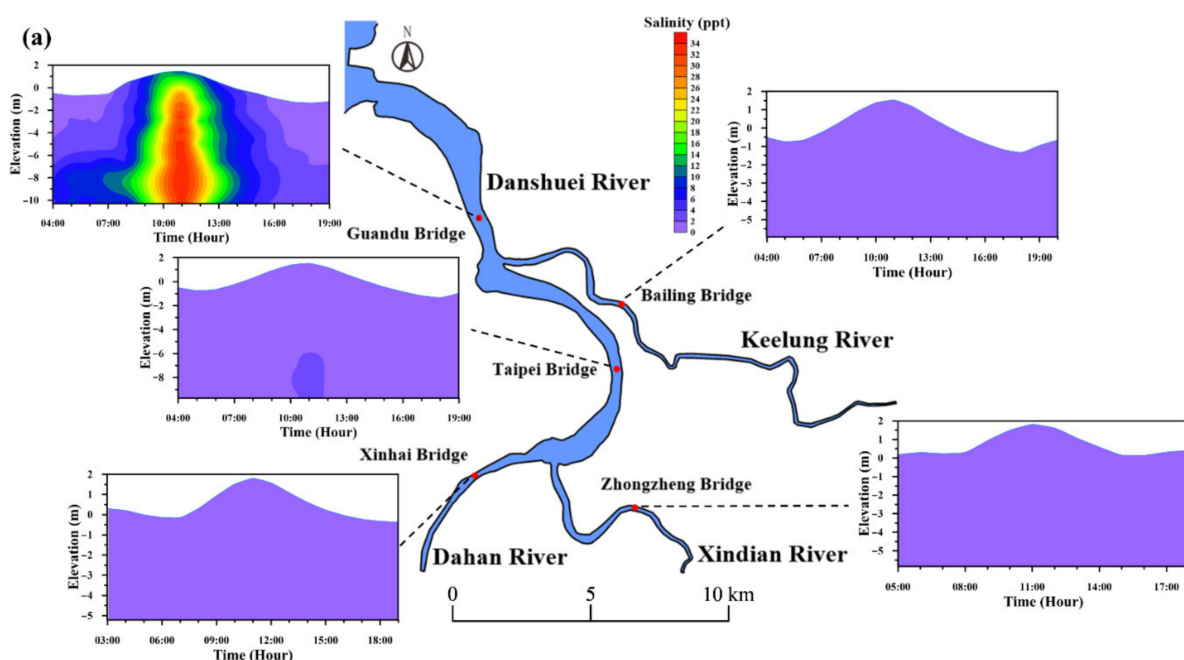 (a)
N
Salinity (ppt)
34
32
30
28
26
24
22
20
18
16
14
12
10
8
6
4
2
0
Elevation (m)
2
0
−2
−4
−6
−8
−10
04:00 07:00 10:00 13:00 16:00 19:00
Time (Hour)
Elevation (m)
2
1
0
−1
−2
−3
−4
−5
04:00 07:00 10:00 13:00 16:00 19:00
Time (Hour)
Danshuei River
Guandu Bridge
Bailing Bridge
Keelung River
Elevation (m)
2
0
−2
−4
−6
−8
04:00 07:00 10:00 13:00 16:00 19:00
Time (Hour)
Taipei Bridge
Xinhai Bridge
Zhongzheng Bridge
Elevation (m)
2
1
0
−1
−2
−3
−4
−5
03:00 06:00 09:00 12:00 15:00 18:00
Time (Hour)
Dahan River
Xindian River
Elevation (m)
2
1
0
−1
−2
−3
−4
−5
05:00 08:00 11:00 14:00 17:00
Time (Hour)
0 5 10 km